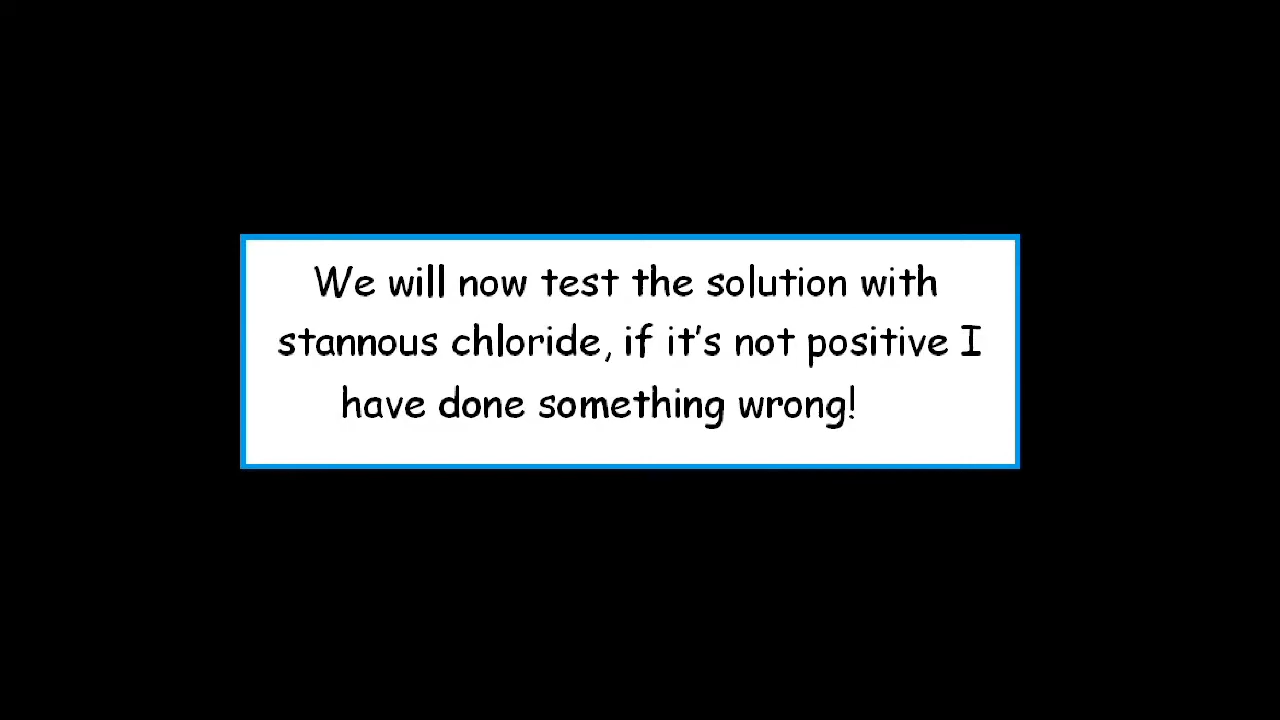 We will now test the solution with
stannous chloride, if it's not positive I
have done something wrong!